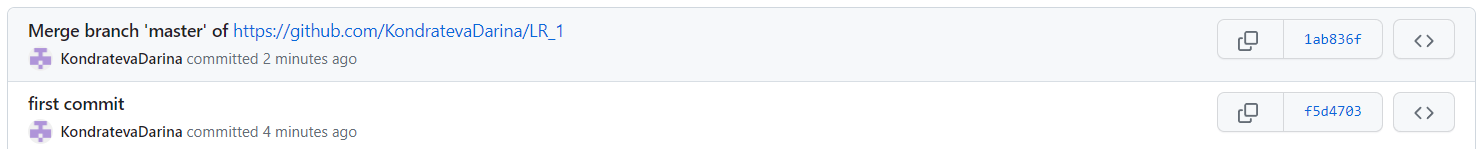 Merge branch 'master' of https://github.com/KondratevaDarina/LR_1
1ab836f
KondratevaDarina committed 2 minutes ago
first commit
f5d4703
KondratevaDarina committed 4 minutes ago